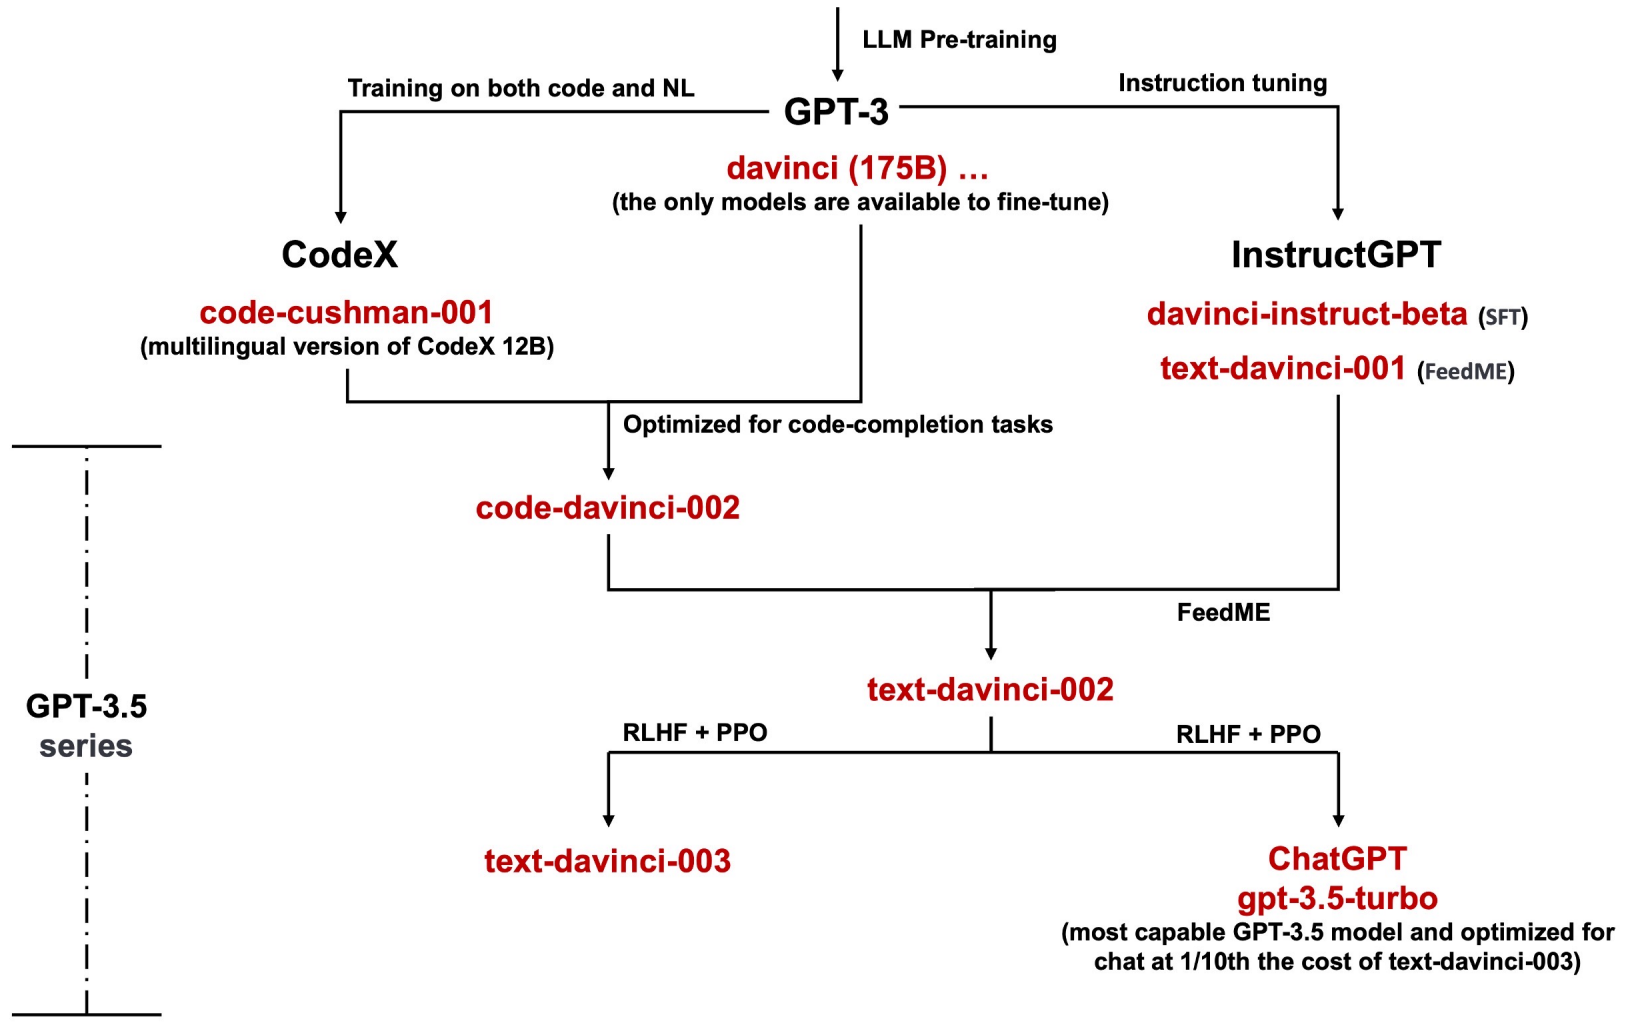 LLM Pre-training
Training on both code and NL
Instruction tuning
GPT-3
davinci (175B) ...
(the only models are available to fine-tune)
CodeX
code-cushman-001
(multilingual version of CodeX 12B)
InstructGPT
davinci-instruct-beta (SFT)
text-davinci-001 (FeedME)
Optimized for code-completion tasks
code-davinci-002
FeedME
text-davinci-002
GPT-3.5
series
RLHF + PPO
RLHF + PPO
text-davinci-003
ChatGPT
gpt-3.5-turbo
(most capable GPT-3.5 model and optimized for
chat at 1/10th the cost of text-davinci-003)